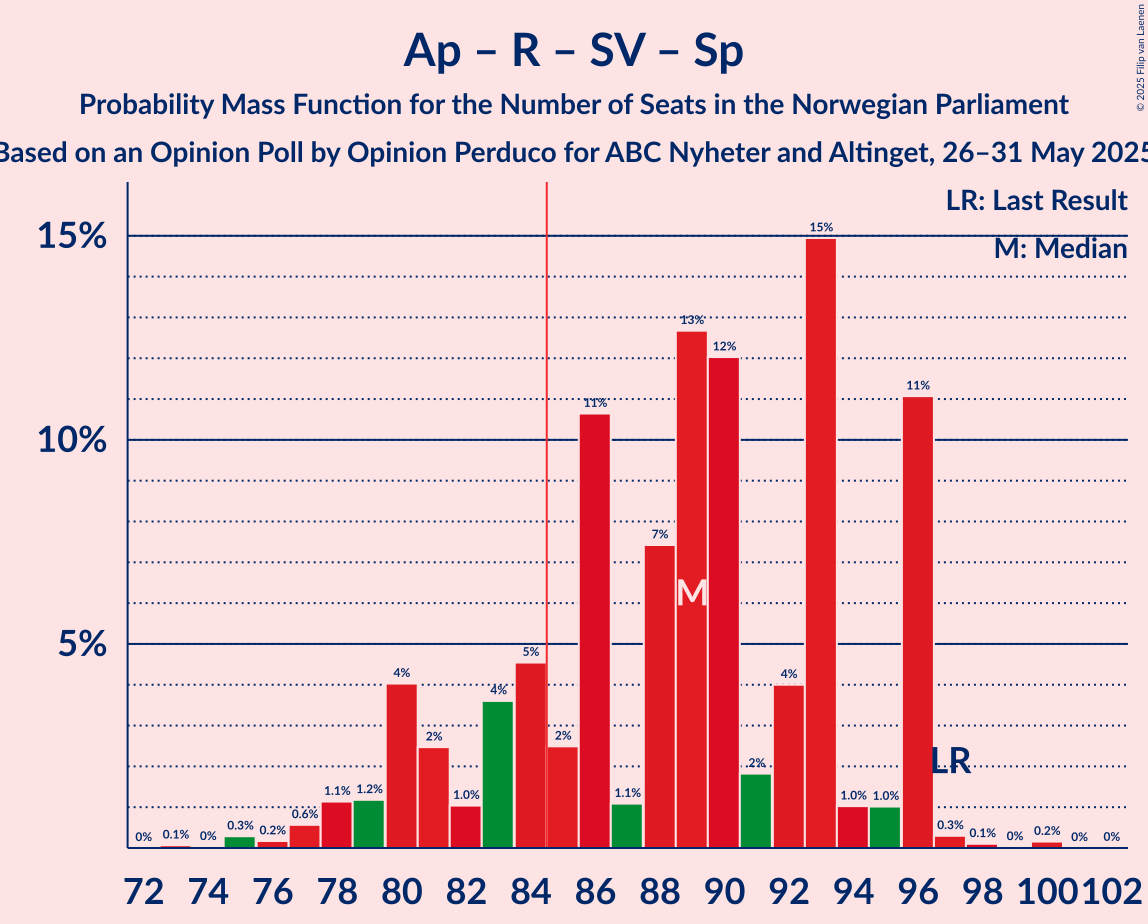 Ap – R – SV – Sp
Probability Mass Function for the Number of Seats in the Norwegian Parliament
Based on an Opinion Poll by Opinion Perduco for ABC Nyheter and Altinget, 26–31 May 2025
© 2025 Filip van Laenen
LR: Last Result
M: Median
15%
10%
5%
0% 0.1% 0% 0.3% 0.2% 0.6% 1.1% 1.2% 4% 2% 1.0% 4% 5% 2% 11% 1.1% 7% 13% 12% 2% 4% 15% 1.0% 1.0% 11% 0.3% 0.1% 0% 0.2% 0% 0%
M
LR
72 74 76 78 80 82 84 86 88 90 92 94 96 98 100 102